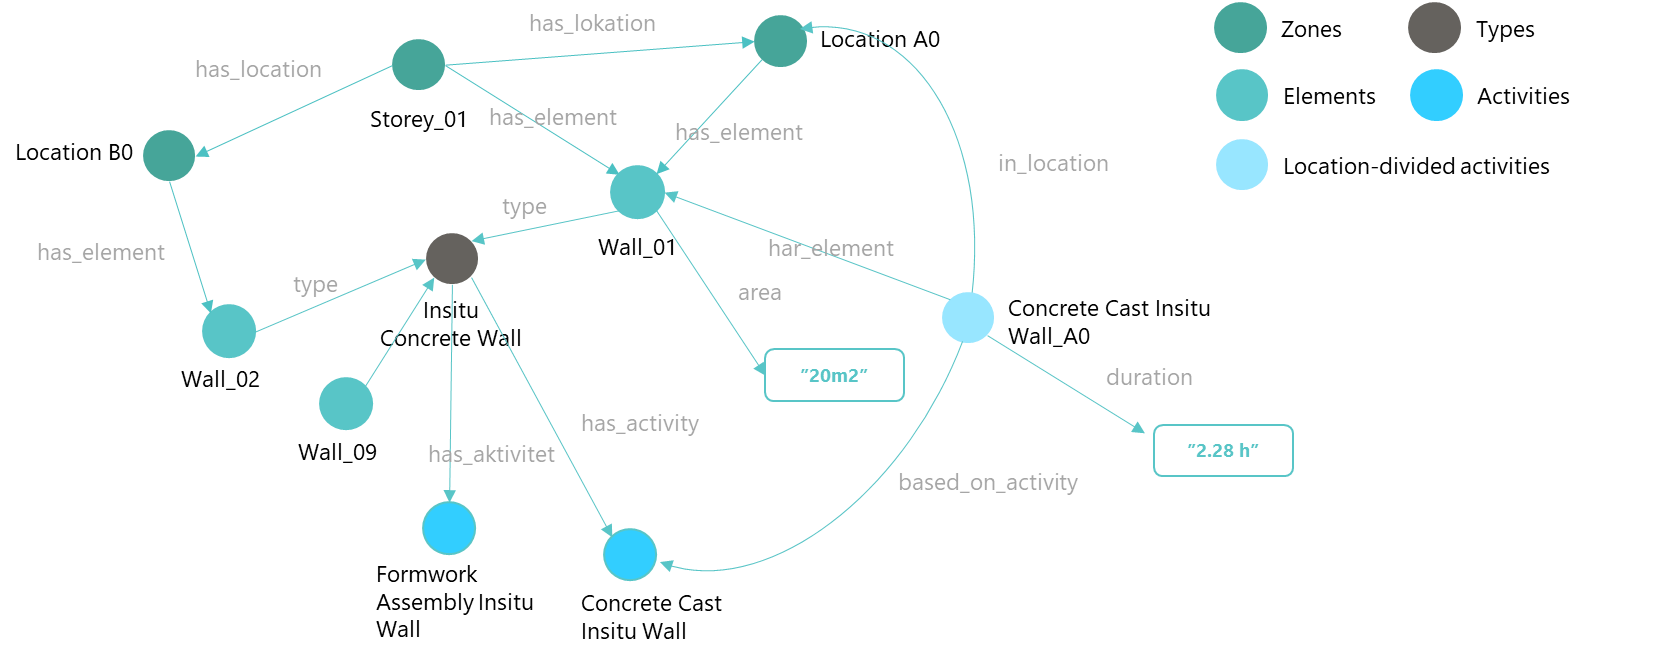 has_lokation
Location A0
Zones
Types
has_location
Storey_01
has_element
has_element
Elements
Activities
Location B0
in_location
Location-divided activities
type
has_element
Wall_01
har_element
type
area
Insitu
Concrete Wall
Concrete Cast Insitu
Wall_A0
Wall_02
”20m2”
duration
Wall_09
has_activity
has_aktivitet
”2.28 h”
based_on_activity
Formwork
Assembly Insitu
Wall
Concrete Cast
Insitu Wall